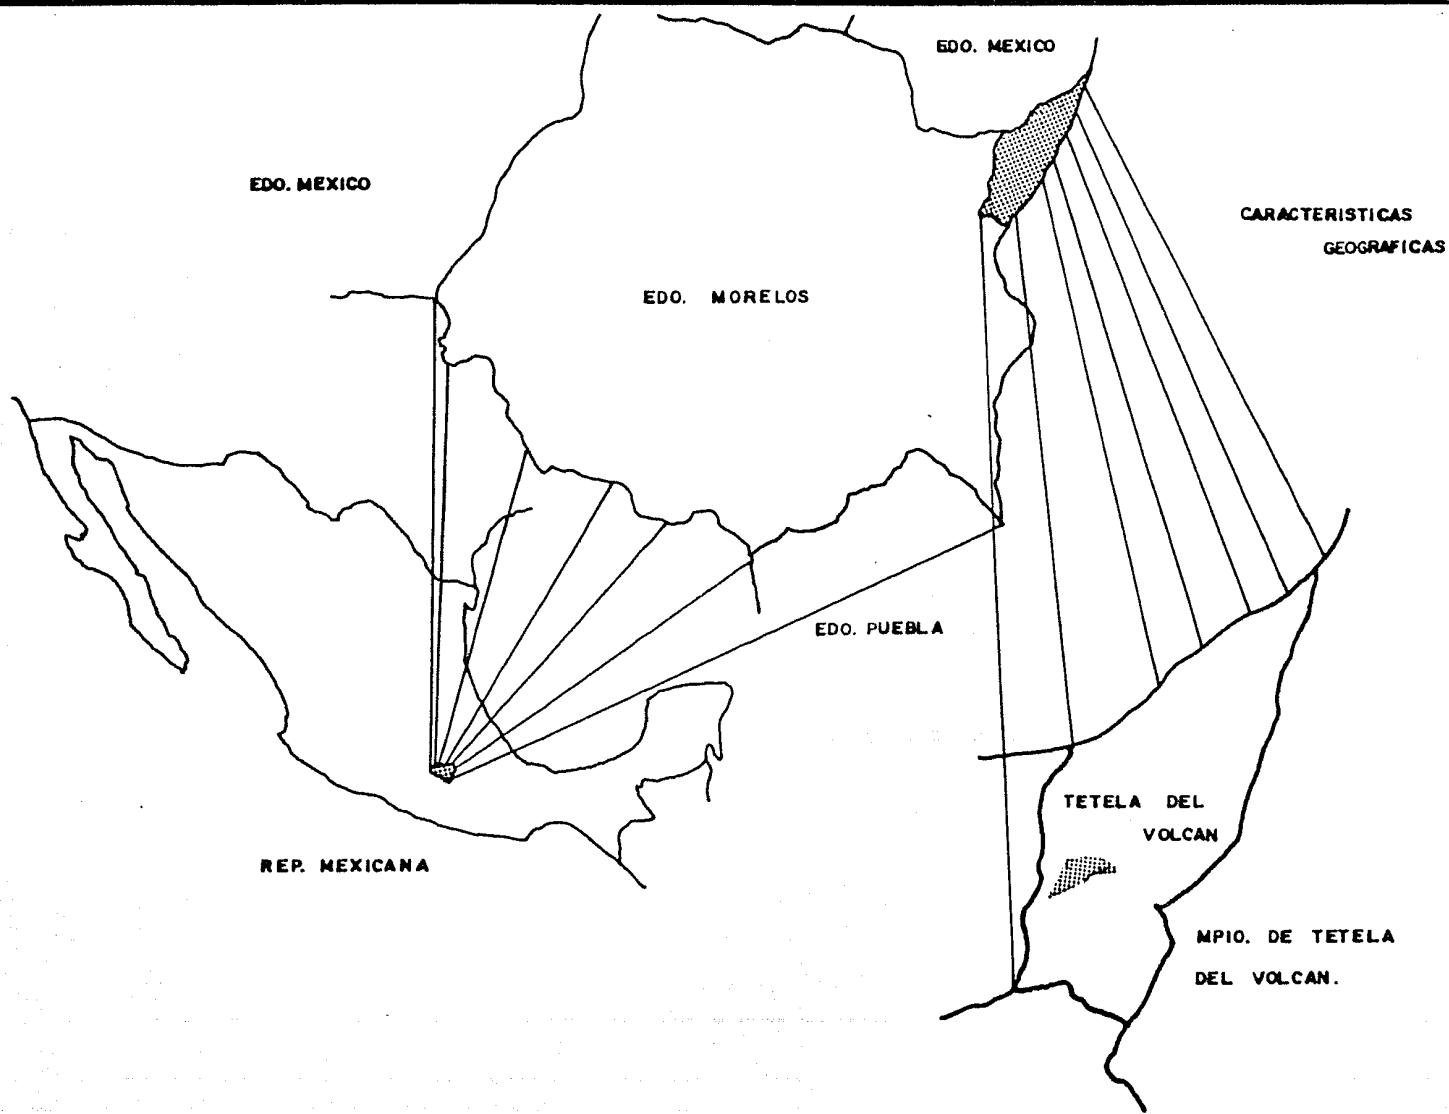 EDO. MEXICO
EDO. MEXICO
CARACTERISTICAS
GEOGRAFICAS
EDO. MORELOS
EDO. PUEBLA
TETELA DEL
VOLCAN
REP. MEXICANA
MPIO. DE TETELA
DEL VOLCAN.